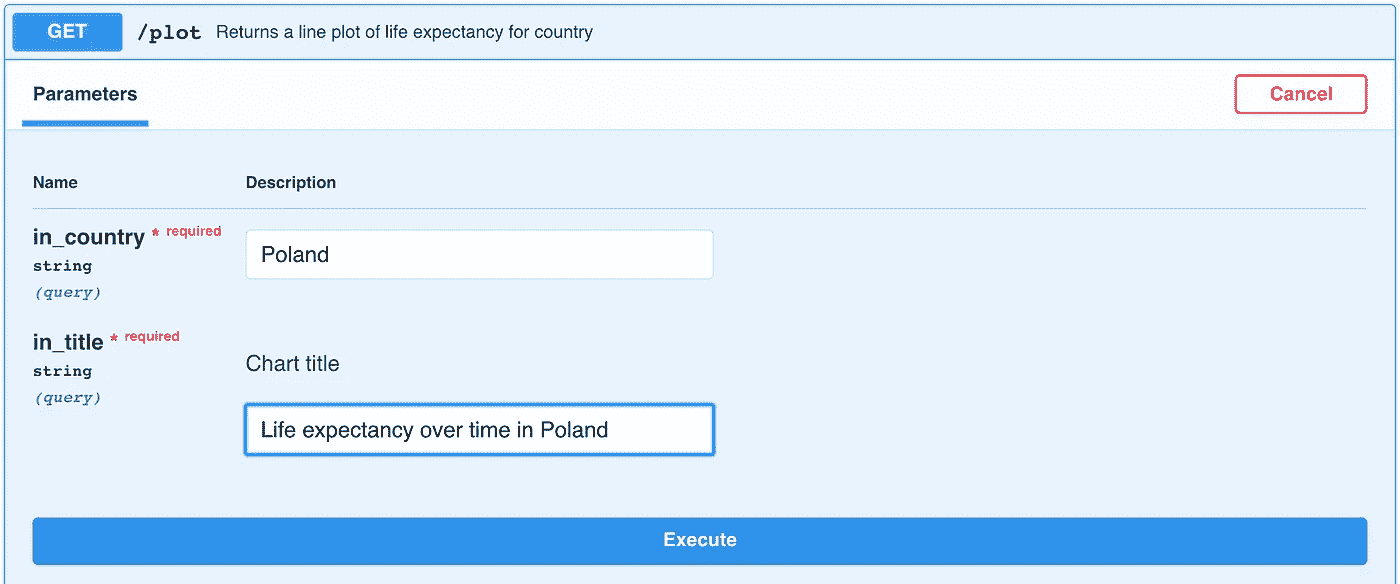 GET /plot Returns a line plot of life expectancy for country
Parameters Cancel
Name Description
in_country * required
string
(query)
Poland
in_title * required
string
(query)
Chart title
Life expectancy over time in Poland
Execute